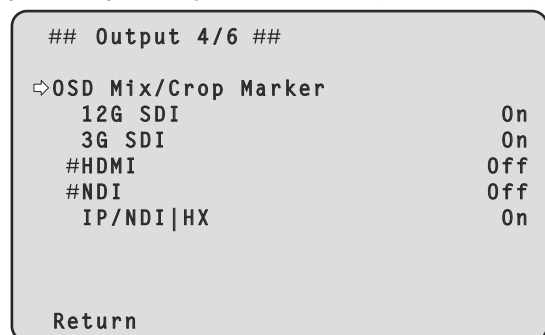 ## Output 4/6 ##
⇨OSD Mix/Crop Marker
12G SDI On
3G SDI On
#HDMI Off
#NDI Off
IP/NDI|HX On
Return